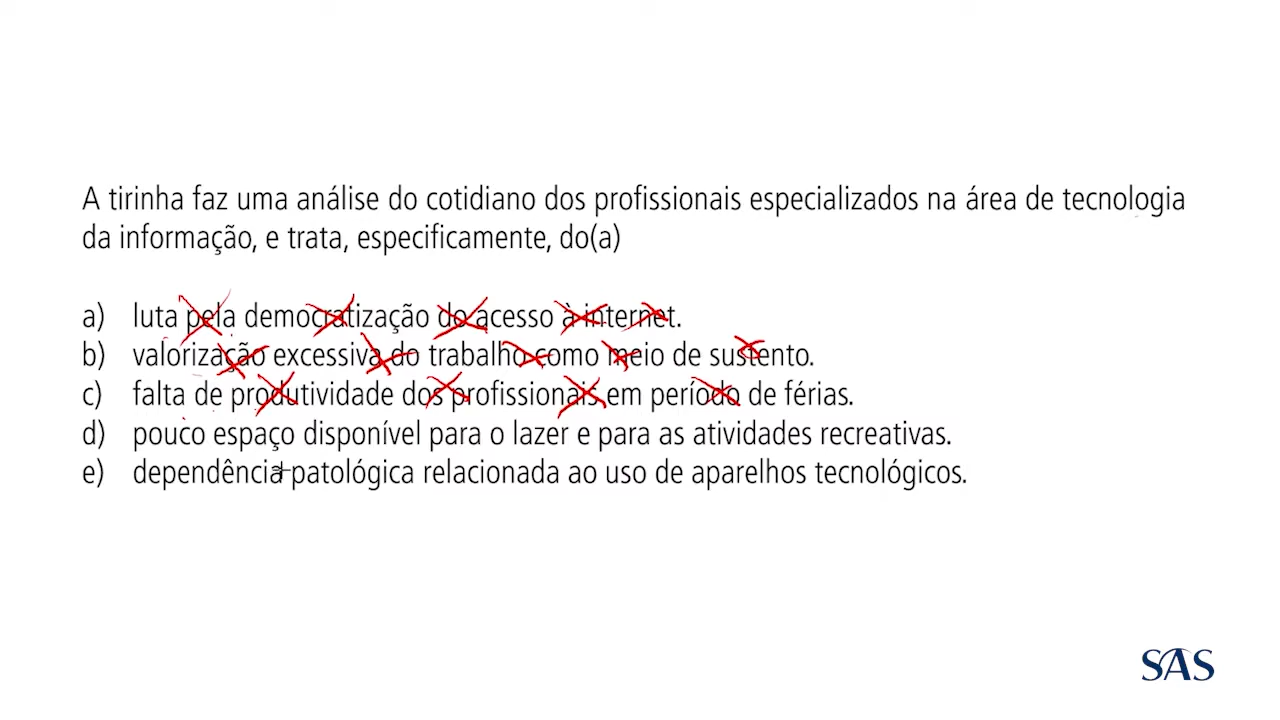 A tirinha faz uma análise do cotidiano dos profissionais especializados na área de tecnologia
da informação, e trata, especificamente, do(a)
a) luta pela democratização do acesso à internet.
b) valorização excessiva do trabalho como meio de sustento.
c) falta de produtividade dos profissionais em período de férias.
d) pouco espaço disponível para o lazer e para as atividades recreativas.
e) dependência patológica relacionada ao uso de aparelhos tecnológicos.
SAS